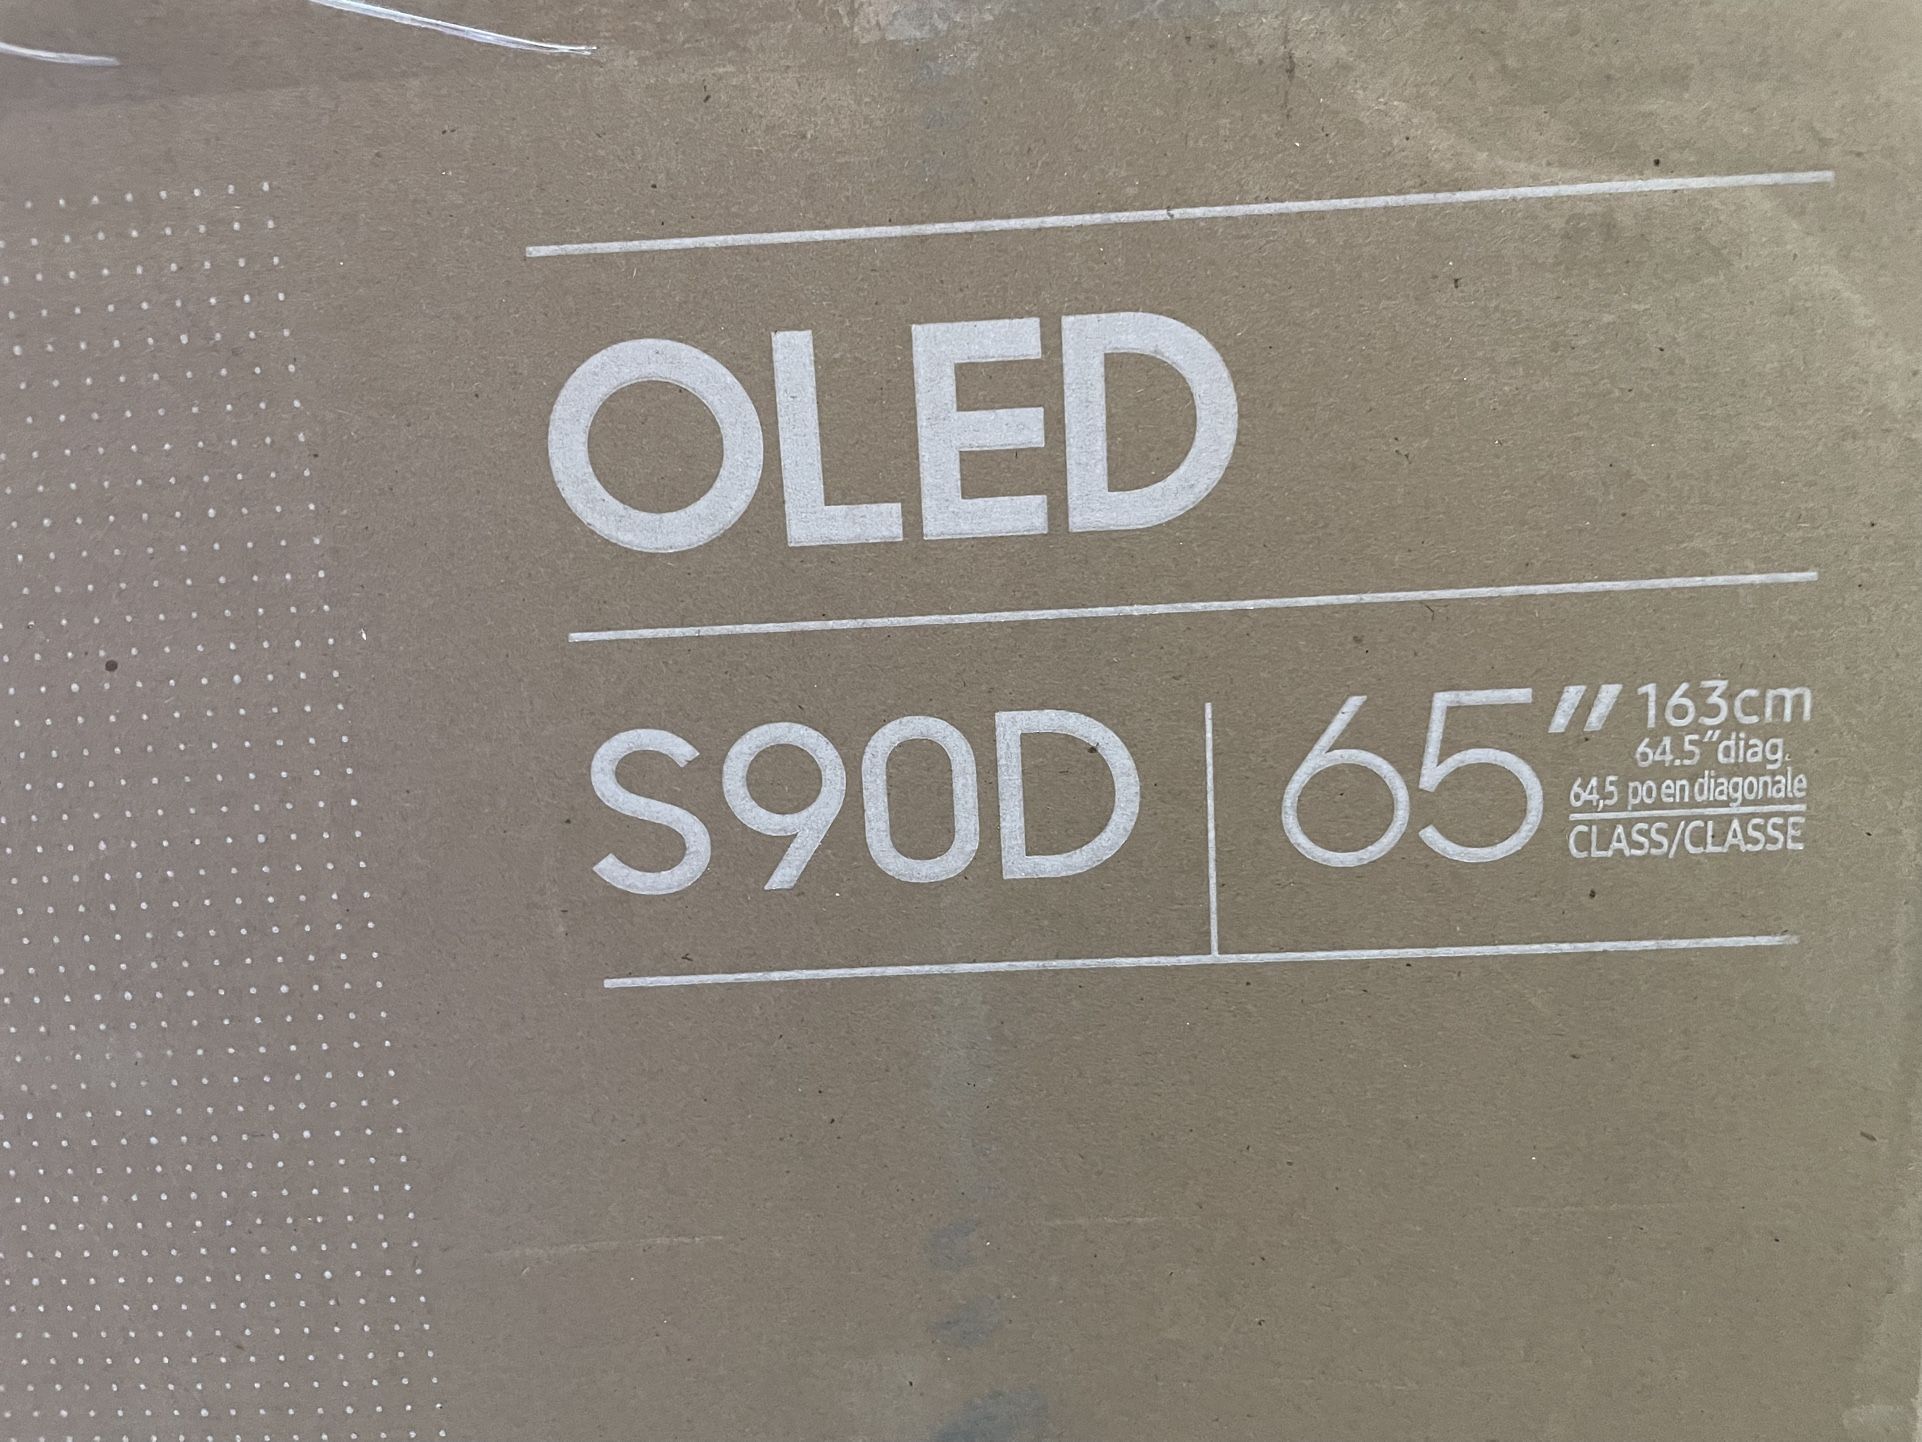 OLED
S90D | 65″ 163cm
64.5″diag.
64,5 po en diagonale
CLASS/CLASSE